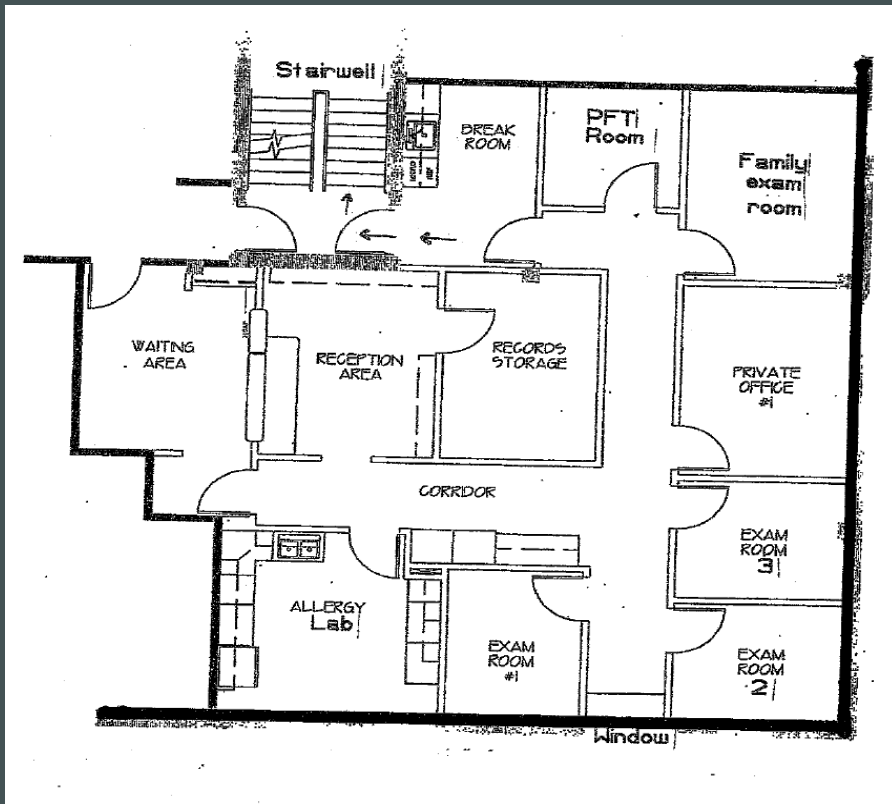 Stairwell
BREAK
ROOM
PFTi
Room
Family
exam
room
WAITING
AREA
RECEPTION
AREA
RECORDS
STORAGE
PRIVATE
OFFICE
#1
CORRIDOR
EXAM
ROOM
3
ALLERGY
Lab
EXAM
ROOM
#1
EXAM
ROOM
2
Window